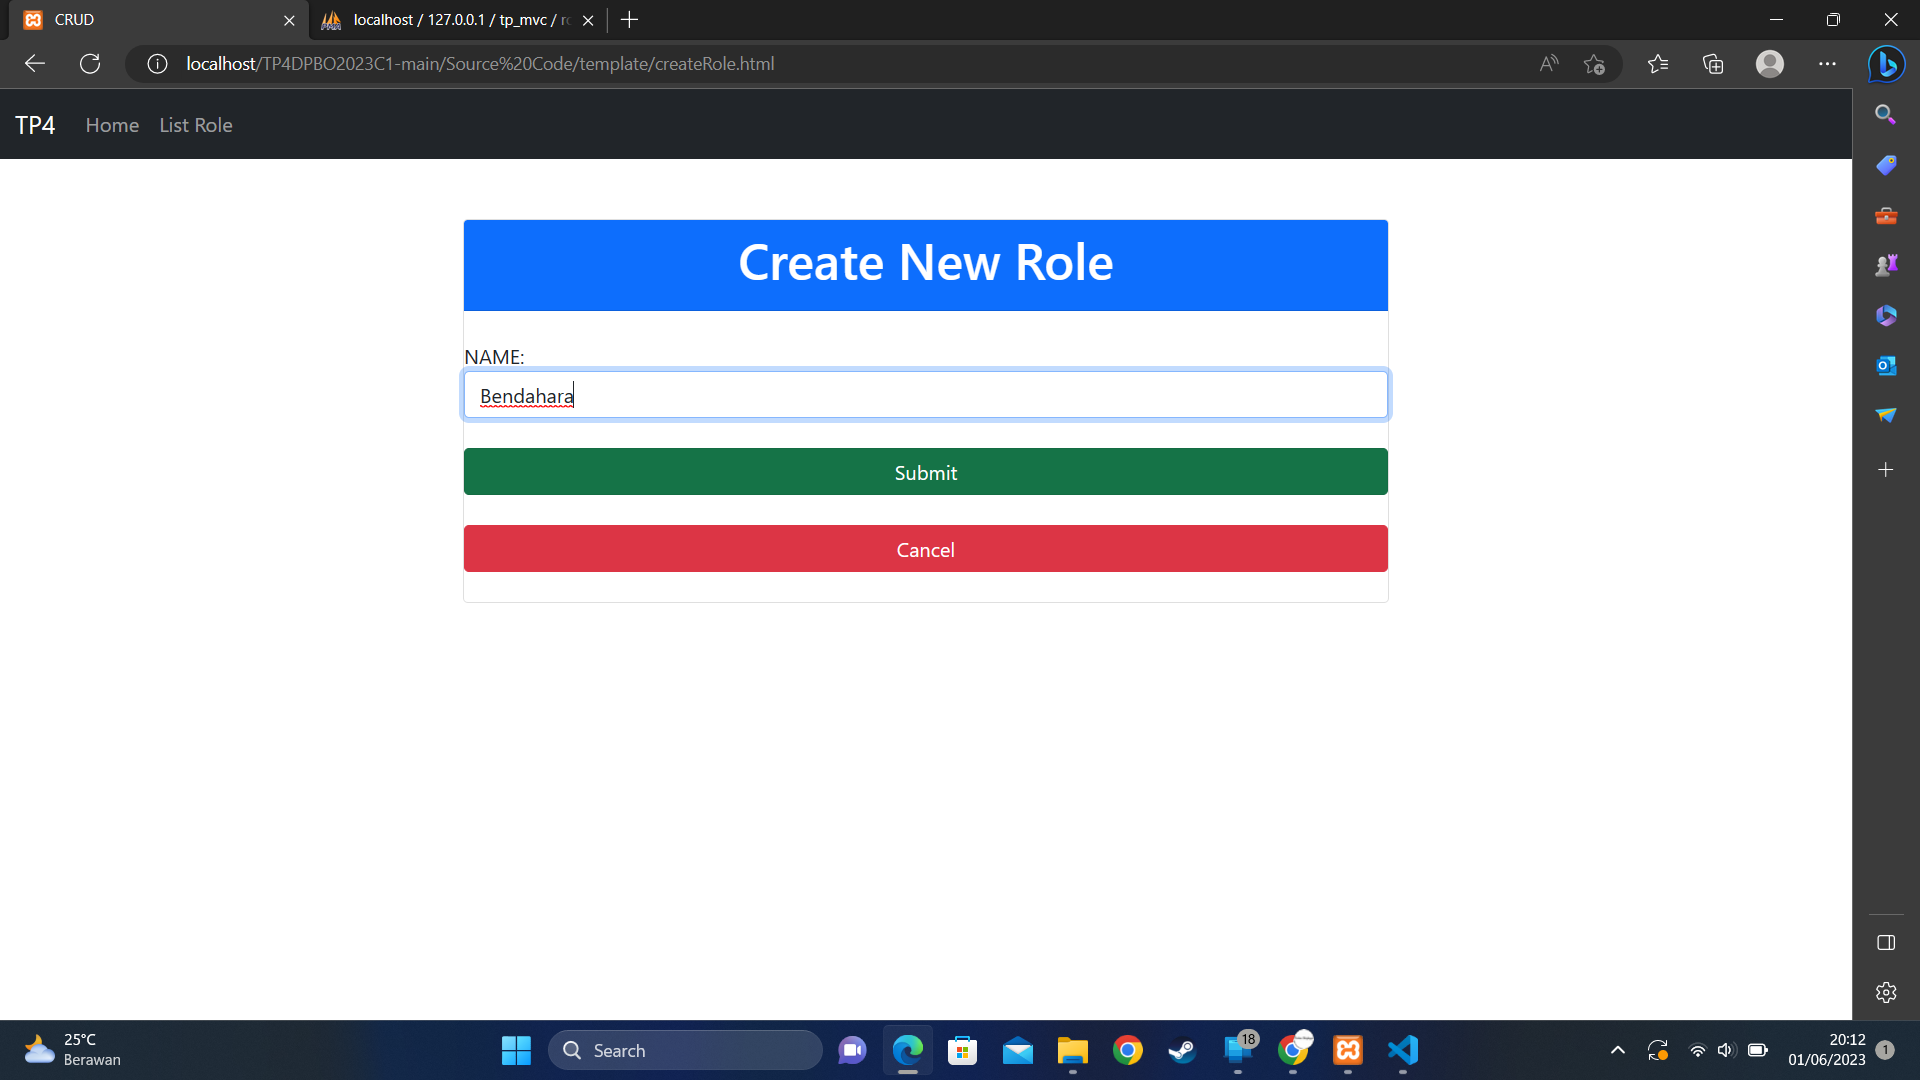 CRUD
localhost / 127.0.0.1 / tp_mvc /
localhost/TP4DPBO2023C1-main/Source%20Code/template/createRole.html
TP4 Home List Role
Create New Role
NAME:
Bendahara
Submit
Cancel
25°C
Berawan
Search
18
20:12
01/06/2023
1